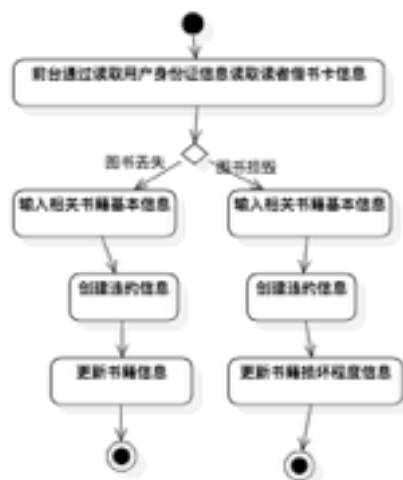 前台通过读取用户身份证信息读取读者借书卡信息
图书丢失
图书损毁
输入相关书籍基本信息
输入相关书籍基本信息
创建违约信息
创建违约信息
更新书籍信息
更新书籍损坏程度信息